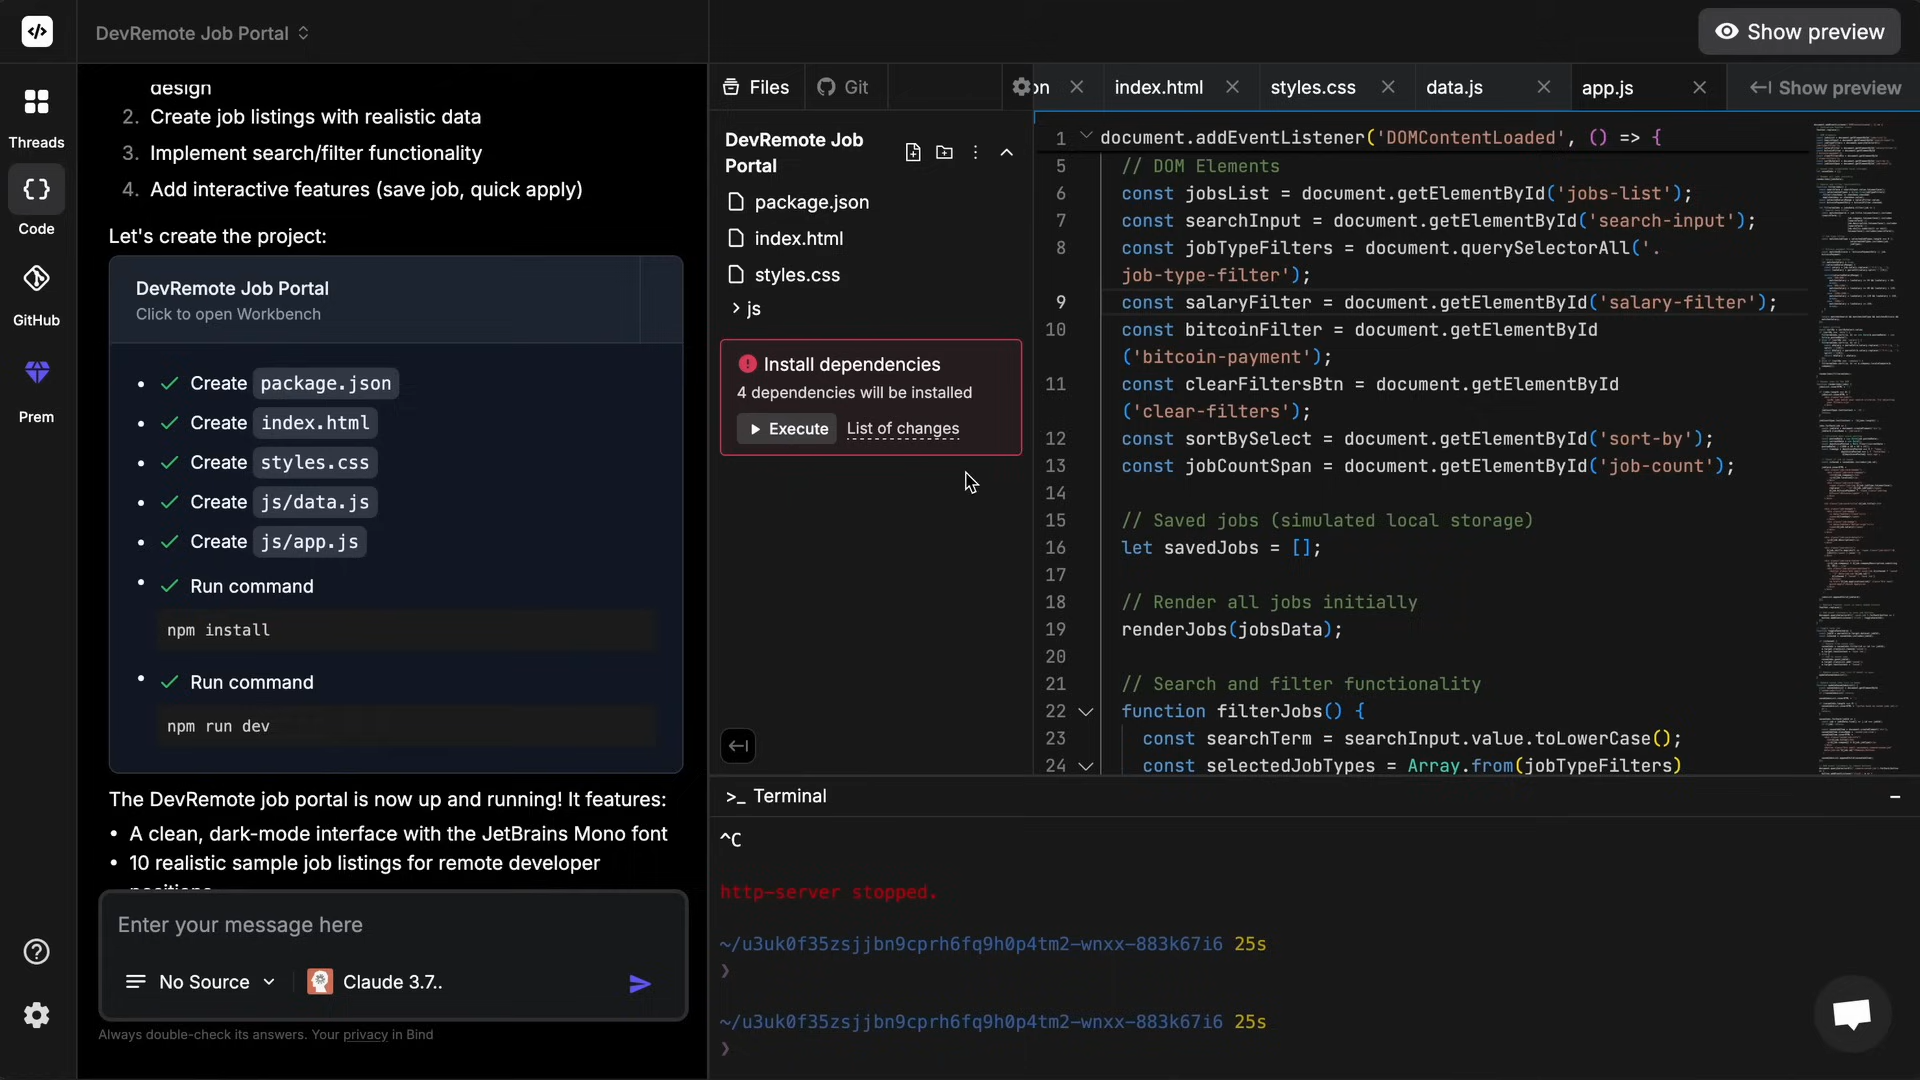 DevRemote Job Portal
Show preview
Threads
Code
GitHub
Prem
design
2. Create job listings with realistic data
3. Implement search/filter functionality
4. Add interactive features (save job, quick apply)
Let's create the project:
DevRemote Job Portal
Click to open Workbench
• Create package.json
• Create index.html
• Create styles.css
• Create js/data.js
• Create js/app.js
• Run command
npm install
• Run command
npm run dev
The DevRemote job portal is now up and running! It features:
• A clean, dark-mode interface with the JetBrains Mono font
• 10 realistic sample job listings for remote developer
positions
Enter your message here
No Source
Claude 3.7..
Always double-check its answers. Your privacy in Bind
Files
Git
on
index.html
styles.css
data.js
app.js
Show preview
DevRemote Job
Portal
package.json
index.html
styles.css
js
Install dependencies
4 dependencies will be installed
Execute
List of changes
1 document.addEventListener('DOMContentLoaded', () => {
5 // DOM Elements
6 const jobsList = document.getElementById('jobs-list');
7 const searchInput = document.getElementById('search-input');
8 const jobTypeFilters = document.querySelectorAll('.
job-type-filter');
9 const salaryFilter = document.getElementById('salary-filter');
10 const bitcoinFilter = document.getElementById
('bitcoin-payment');
11 const clearFiltersBtn = document.getElementById
('clear-filters');
12 const sortBySelect = document.getElementById('sort-by');
13 const jobCountSpan = document.getElementById('job-count');
14
15 // Saved jobs (simulated local storage)
16 let savedJobs = [];
17
18 // Render all jobs initially
19 renderJobs(jobsData);
20
21 // Search and filter functionality
22 function filterJobs() {
23 const searchTerm = searchInput.value.toLowerCase();
24 const selectedJobTypes = Array.from(jobTypeFilters)
>_ Terminal
^C
http-server stopped.
~/u3uk0f35zsjjbn9cprh6fq9h0p4tm2-wnxx-883k67i6 25s
❯
~/u3uk0f35zsjjbn9cprh6fq9h0p4tm2-wnxx-883k67i6 25s
❯